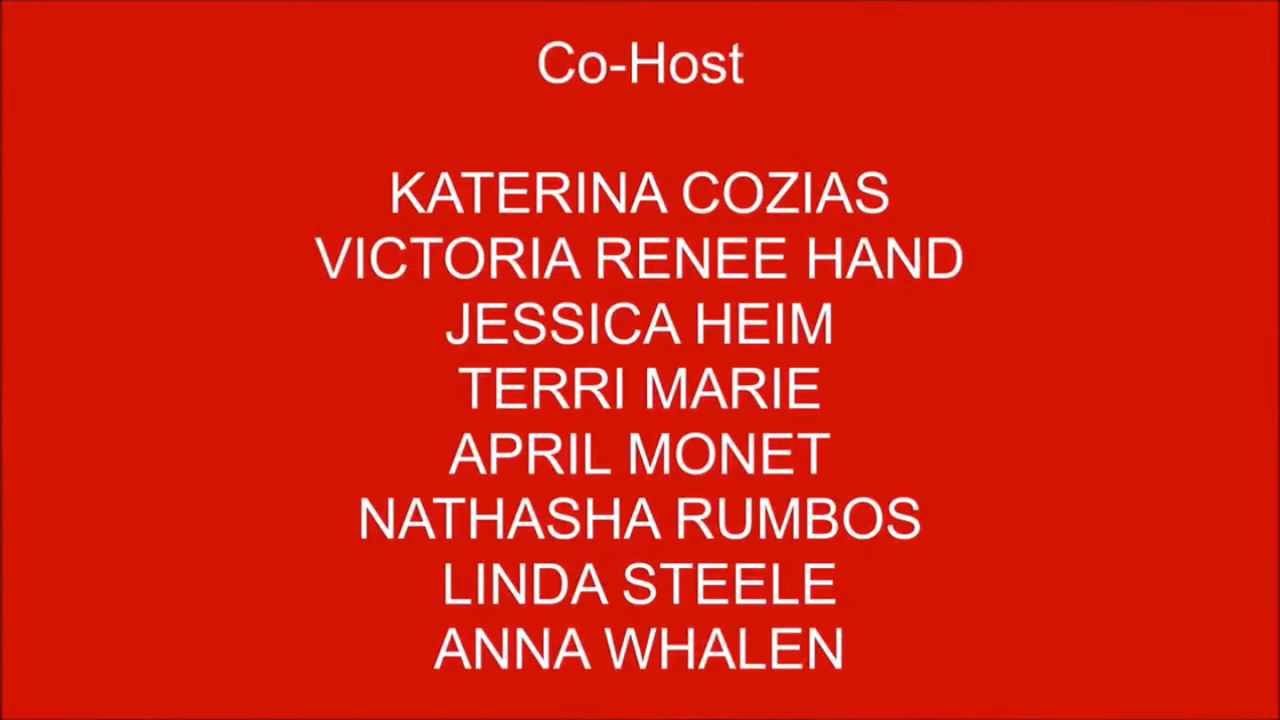 Co-Host
KATERINA COZIAS
VICTORIA RENEE HAND
JESSICA HEIM
TERRI MARIE
APRIL MONET
NATHASHA RUMBOS
LINDA STEELE
ANNA WHALEN